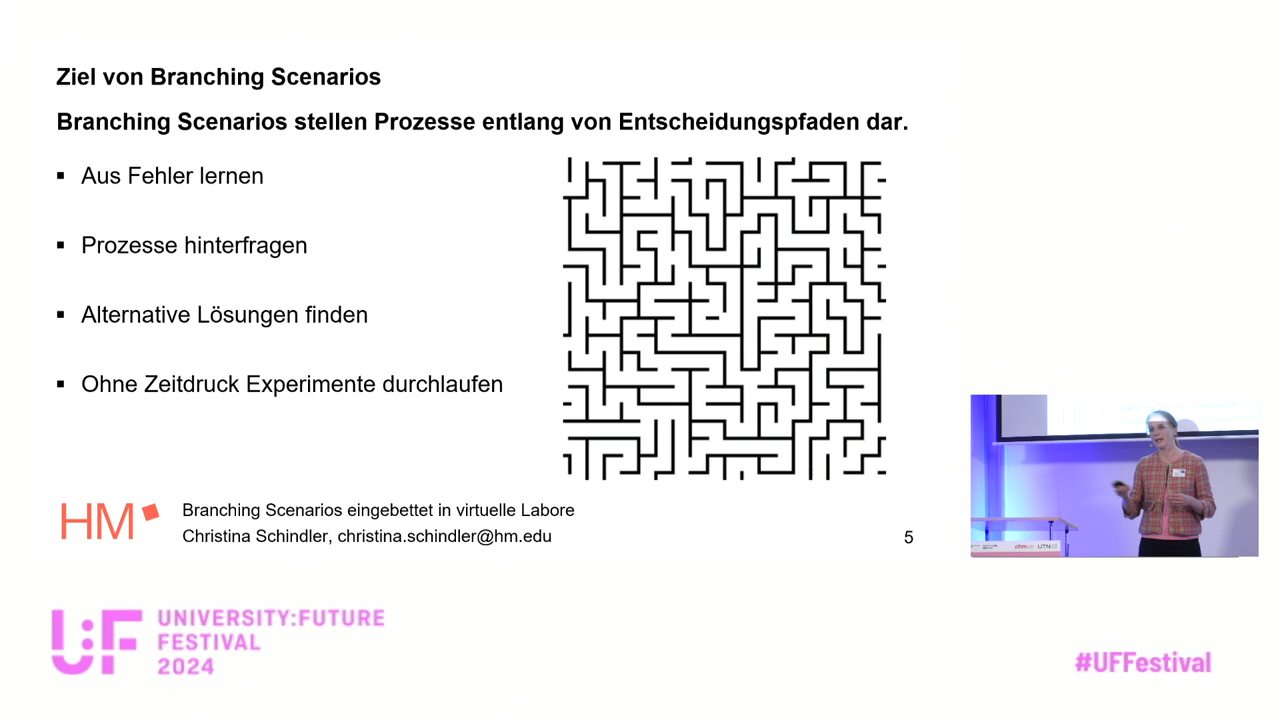 Ziel von Branching Scenarios
Branching Scenarios stellen Prozesse entlang von Entscheidungspfaden dar.
▪ Aus Fehler lernen
▪ Prozesse hinterfragen
▪ Alternative Lösungen finden
▪ Ohne Zeitdruck Experimente durchlaufen
HM
Branching Scenarios eingebettet in virtuelle Labore
Christina Schindler, christina.schindler@hm.edu
5
UTN
U:F
UNIVERSITY:FUTURE
FESTIVAL
2024
#UFFestival